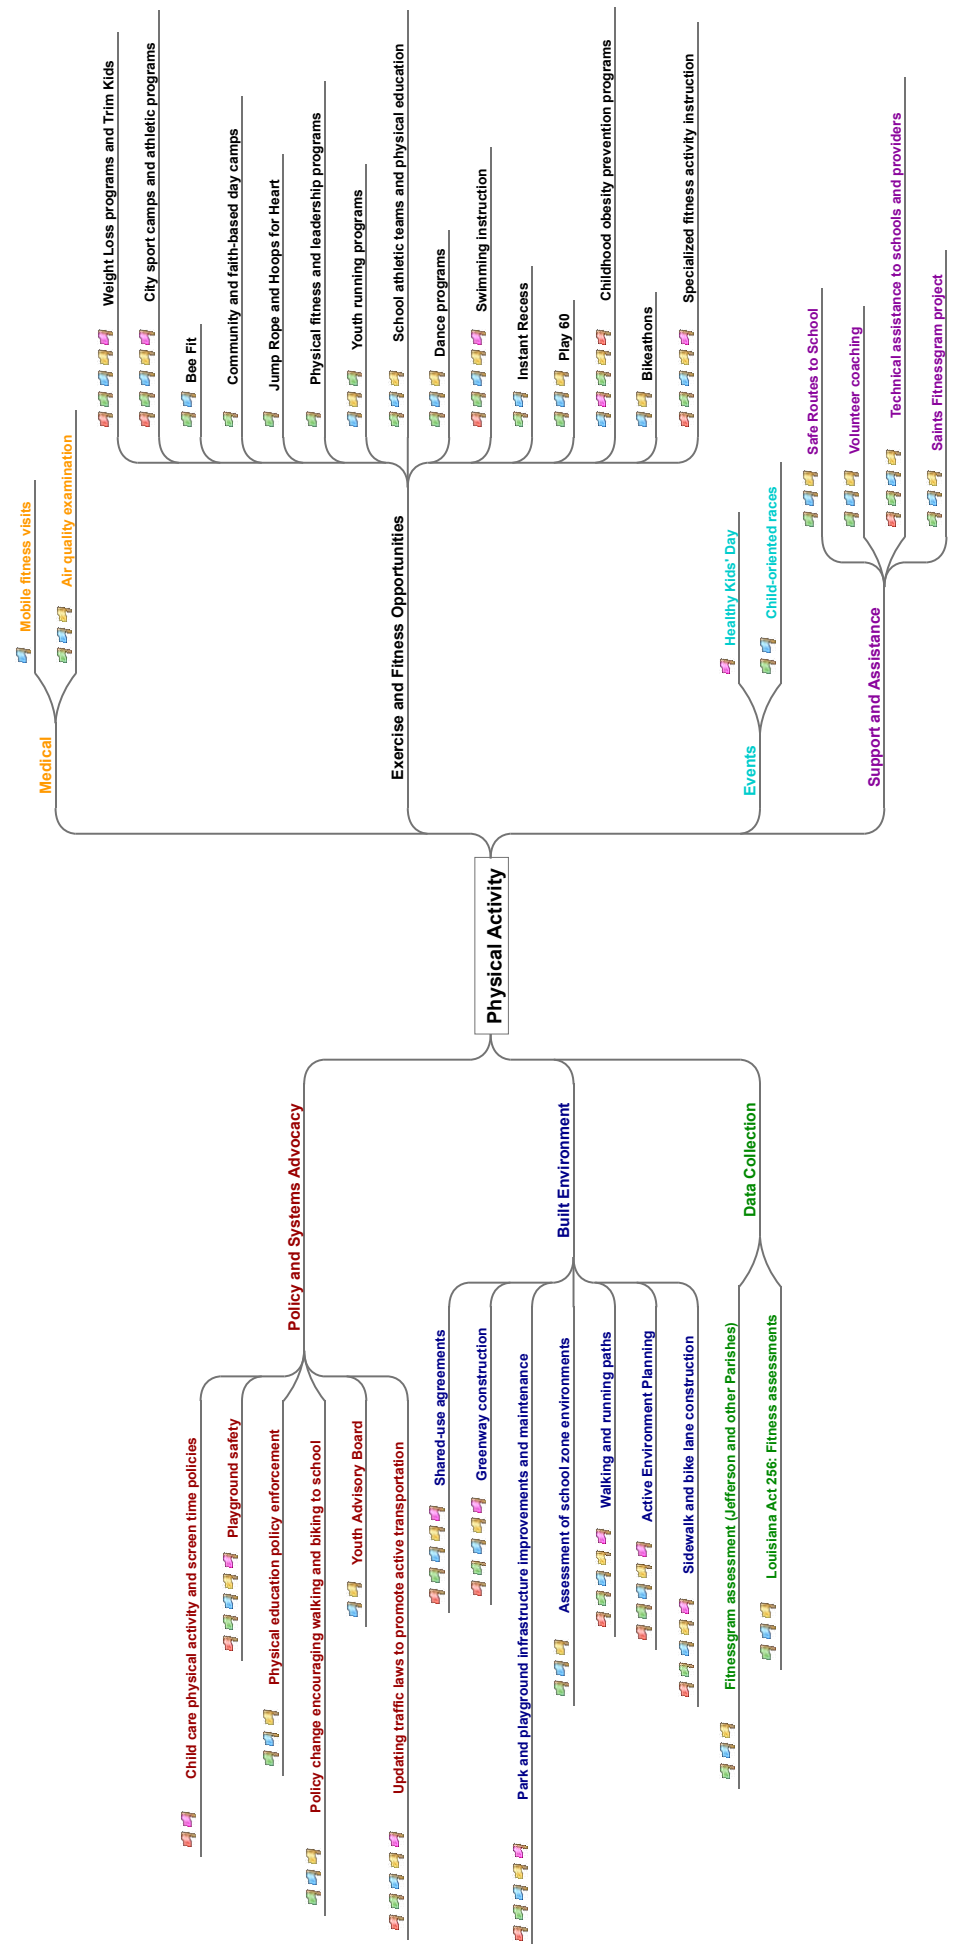 Physical Activity
Medical
Mobile fitness visits
Air quality examination
Exercise and Fitness Opportunities
Weight Loss programs and Trim Kids
City sport camps and athletic programs
Bee Fit
Community and faith-based day camps
Jump Rope and Hoops for Heart
Physical fitness and leadership programs
Youth running programs
School athletic teams and physical education
Dance programs
Swimming instruction
Instant Recess
Play 60
Childhood obesity prevention programs
Bikeathons
Specialized fitness activity instruction
Events
Healthy Kids' Day
Child-oriented races
Support and Assistance
Safe Routes to School
Volunteer coaching
Technical assistance to schools and providers
Saints Fitnessgram project
Policy and Systems Advocacy
Child care physical activity and screen time policies
Playground safety
Physical education policy enforcement
Policy change encouraging walking and biking to school
Youth Advisory Board
Updating traffic laws to promote active transportation
Built Environment
Shared-use agreements
Greenway construction
Park and playground infrastructure improvements and maintenance
Assessment of school zone environments
Walking and running paths
Active Environment Planning
Sidewalk and bike lane construction
Data Collection
Fitnessgram assessment (Jefferson and other Parishes)
Louisiana Act 256: Fitness assessments